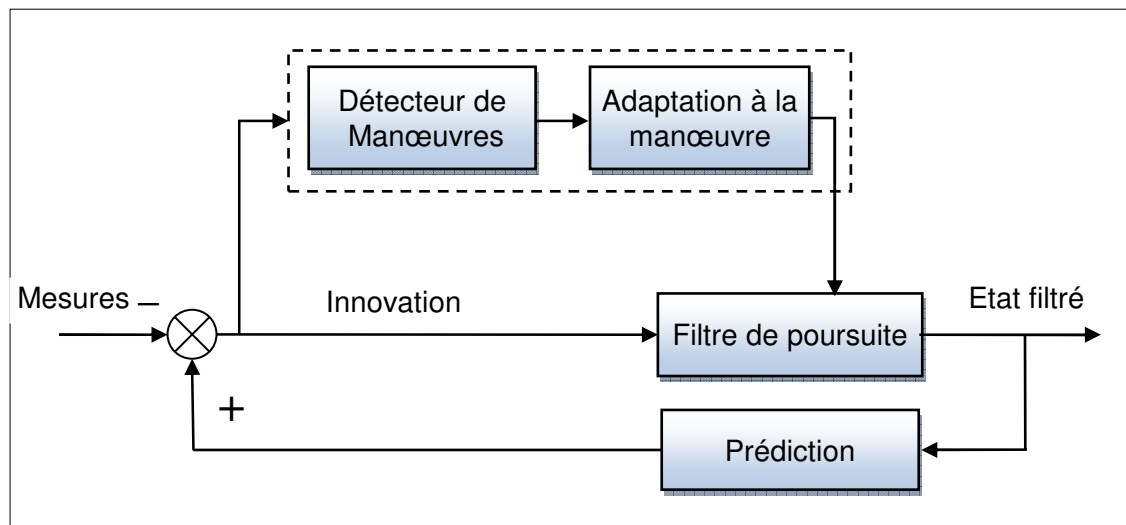 Détecteur de
Manœuvres
Adaptation à la
manœuvre
Mesures –
Innovation
Etat filtré
Filtre de poursuite
+
Prédiction